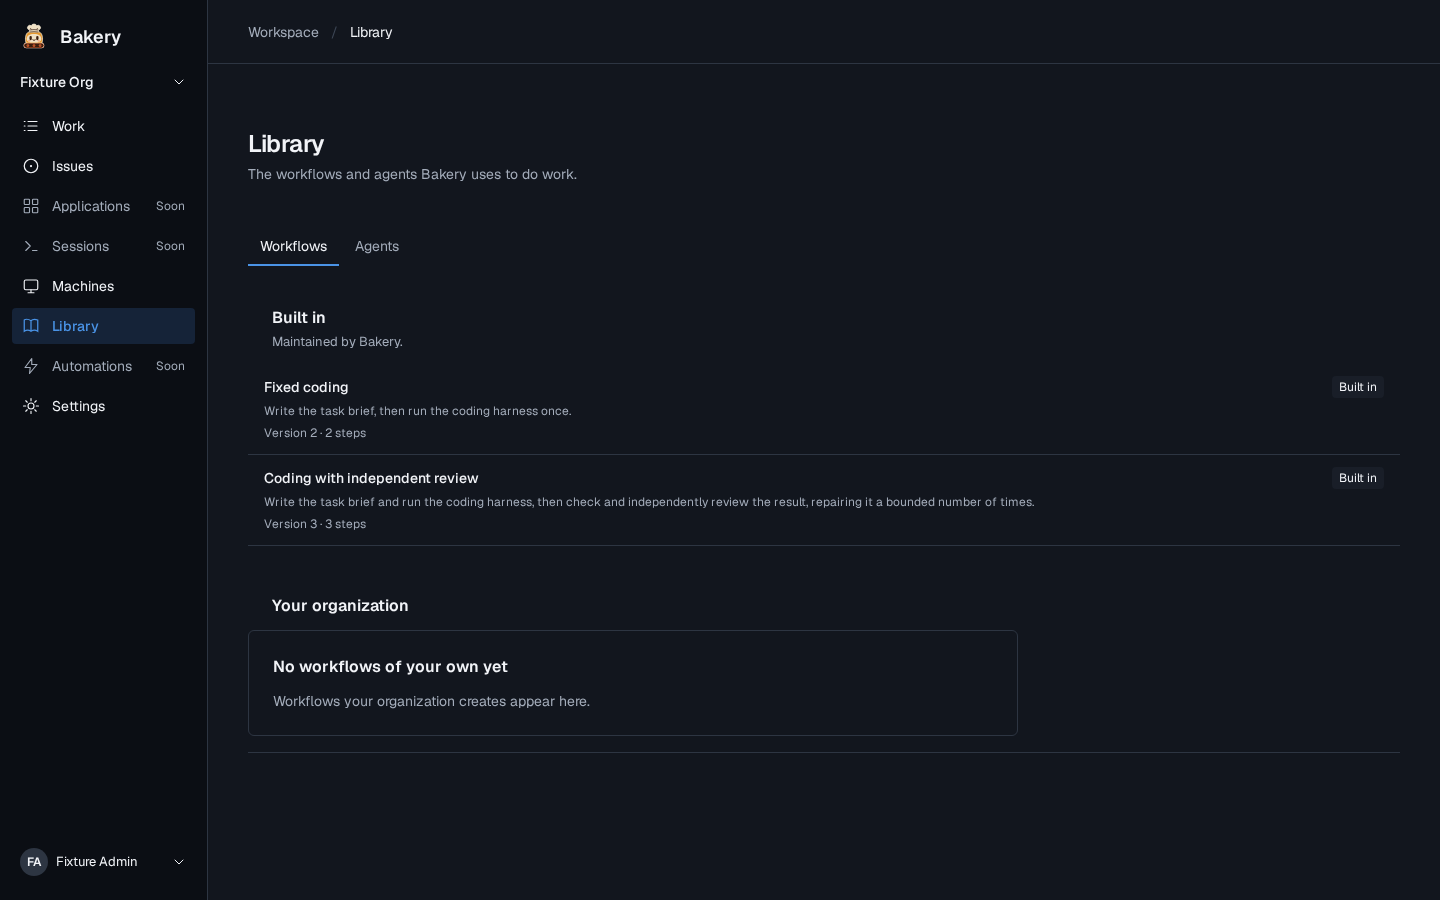 Bakery
Fixture Org
Work
Issues
Applications Soon
Sessions Soon
Machines
Library
Automations Soon
Settings
FA Fixture Admin
Workspace / Library
Library
The workflows and agents Bakery uses to do work.
Workflows Agents
Built in
Maintained by Bakery.
Fixed coding Built in
Write the task brief, then run the coding harness once.
Version 2 · 2 steps
Coding with independent review Built in
Write the task brief and run the coding harness, then check and independently review the result, repairing it a bounded number of times.
Version 3 · 3 steps
Your organization
No workflows of your own yet
Workflows your organization creates appear here.